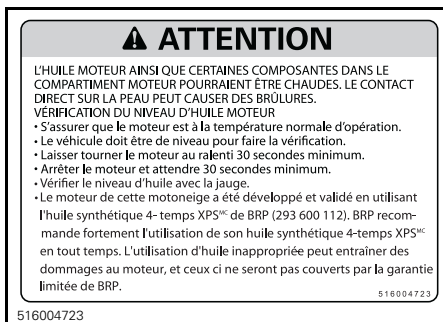 ATTENTION
L'HUILE MOTEUR AINSI QUE CERTAINES COMPOSANTES DANS LE
COMPARTIMENT MOTEUR POURRAIENT ÊTRE CHAUDES. LE CONTACT
DIRECT SUR LA PEAU PEUT CAUSER DES BRÛLURES.
VÉRIFICATION DU NIVEAU D'HUILE MOTEUR
• S'assurer que le moteur est à la température normale d'opération.
• Le véhicule doit être de niveau pour faire la vérification.
• Laisser tourner le moteur au ralenti 30 secondes minimum.
• Arrêter le moteur et attendre 30 secondes minimum.
• Vérifier le niveau d'huile avec la jauge.
• Le moteur de cette motoneige a été développé et validé en utilisant
l'huile synthétique 4- temps XPS MC de BRP (293 600 112). BRP recom-
mande fortement l'utilisation de son huile synthétique 4-temps XPS MC
en tout temps. L'utilisation d'huile inappropriée peut entraîner des
dommages au moteur, et ceux ci ne seront pas couverts par la garantie
limitée de BRP.
516004723
516004723